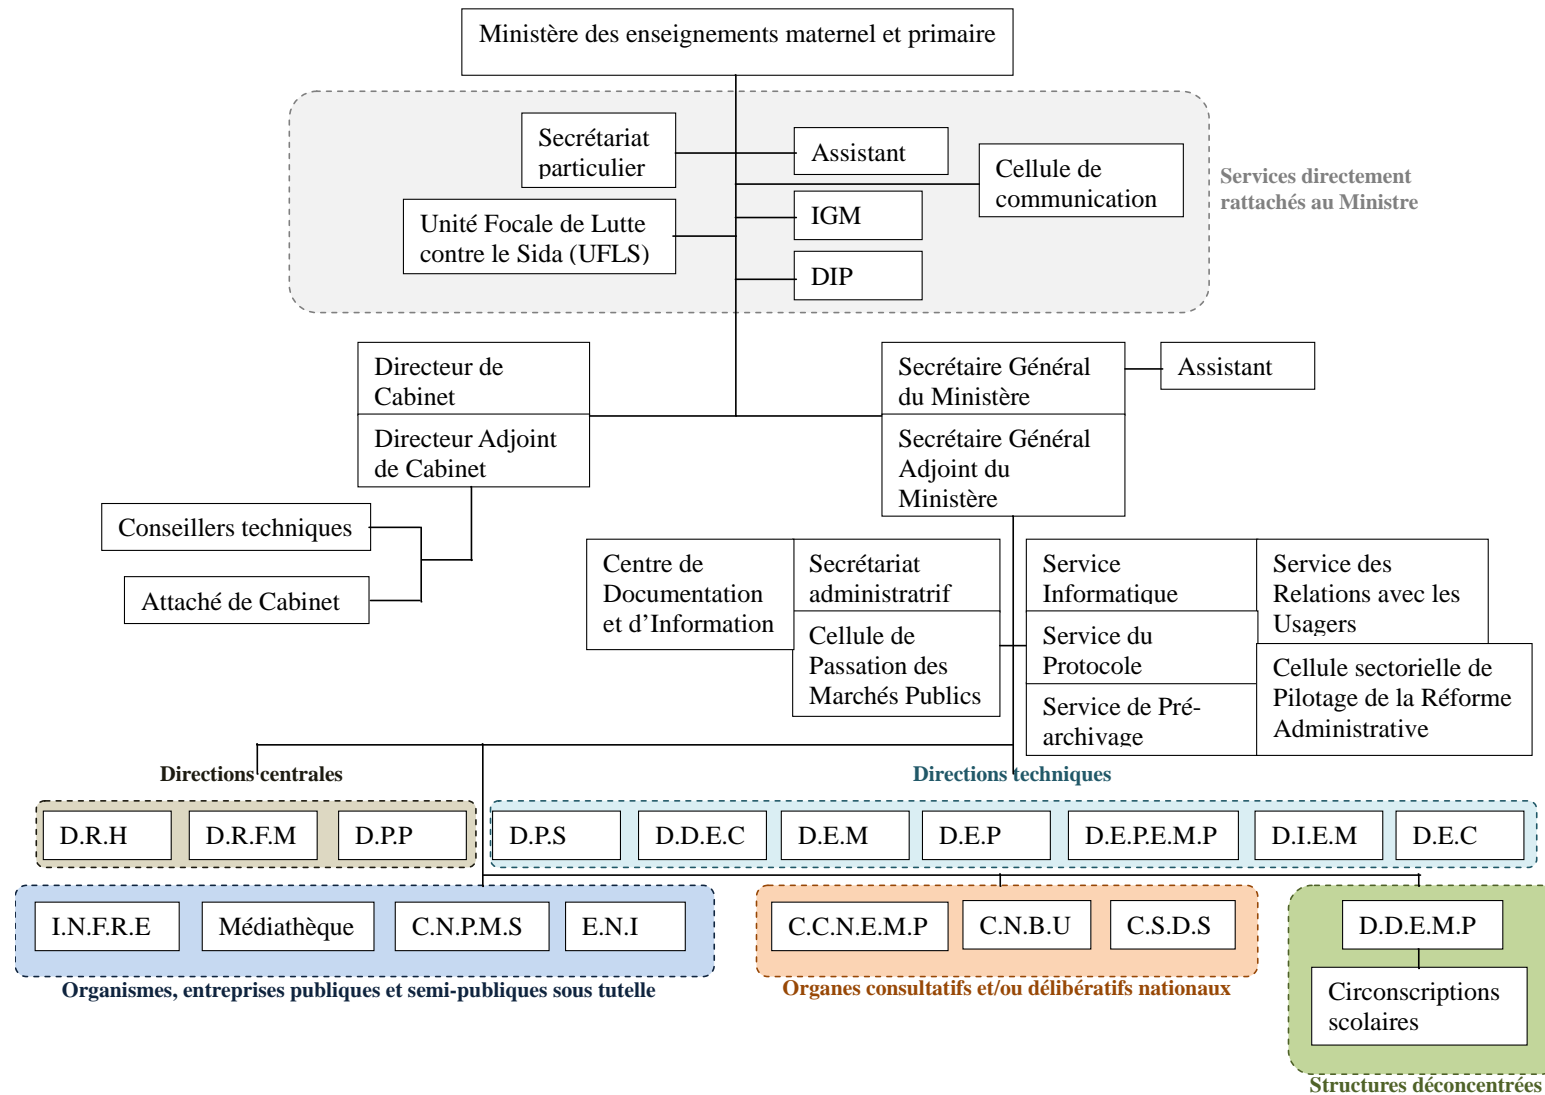 Ministère des enseignements maternel et primaire
Secrétariat
particulier
Assistant
Cellule de
communication
Services directement
rattachés au Ministre
Unité Focale de Lutte
contre le Sida (UFLS)
IGM
DIP
Directeur de
Cabinet
Directeur Adjoint
de Cabinet
Secrétaire Général
du Ministère
Assistant
Secrétaire Général
Adjoint du
Ministère
Conseillers techniques
Attaché de Cabinet
Centre de
Documentation
et d’Information
Secrétariat
administratrif
Cellule de
Passation des
Marchés Publics
Service
Informatique
Service du
Protocole
Service de Pré-
archivage
Service des
Relations avec les
Usagers
Cellule sectorielle de
Pilotage de la Réforme
Administrative
Directions centrales
Directions techniques
D.R.H
D.R.F.M
D.P.P
D.P.S
D.D.E.C
D.E.M
D.E.P
D.E.P.E.M.P
D.I.E.M
D.E.C
I.N.F.R.E
Médiathèque
C.N.P.M.S
E.N.I
C.C.N.E.M.P
C.N.B.U
C.S.D.S
D.D.E.M.P
Circonscriptions
scolaires
Organismes, entreprises publiques et semi-publiques sous tutelle
Organes consultatifs et/ou délibératifs nationaux
Structures déconcentrées